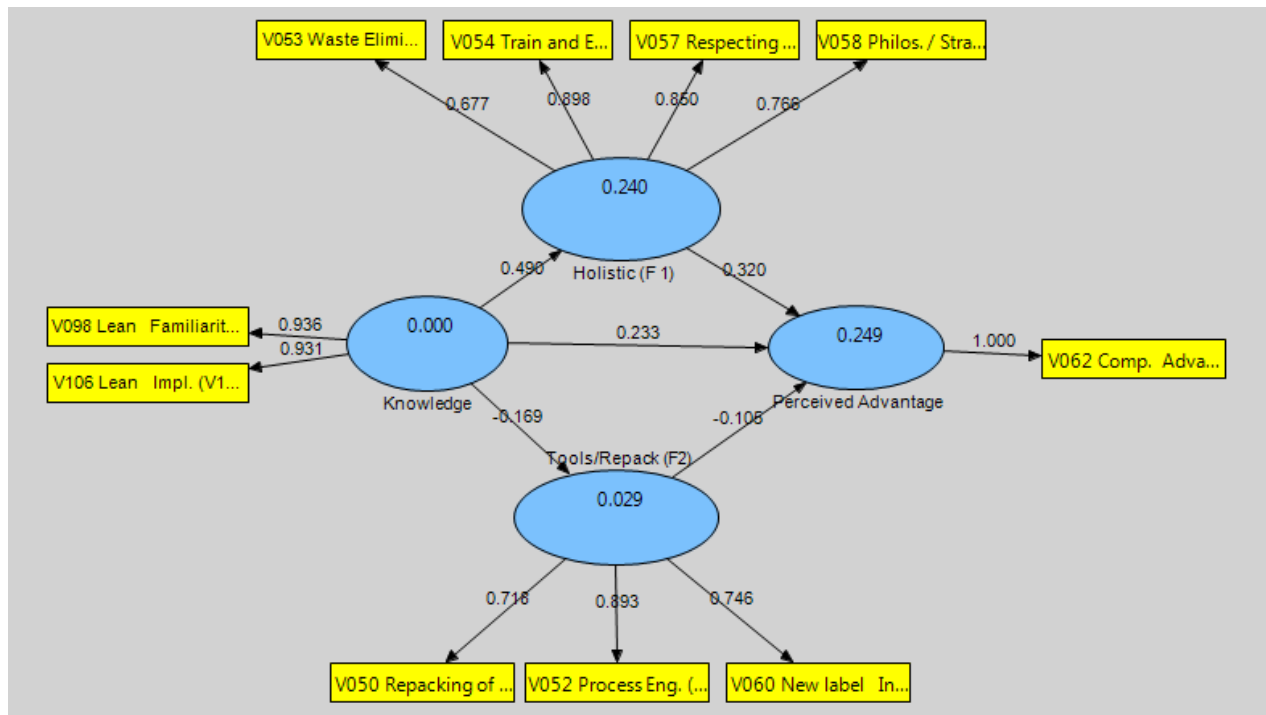 V053 Waste Elimi...
V054 Train and E...
V057 Respecting ...
V058 Philos. / Stra...
0.677
0.898
0.850
0.766
0.240
Holistic (F 1)
0.490
0.320
V098 Lean Familiarit...
0.936
0.000
0.233
0.249
1.000
V062 Comp. Adva...
V106 Lean Impl. (V1...
0.931
Knowledge
Perceived Advantage
-0.169
-0.105
Tools/Repack (F2)
0.029
0.718
0.893
0.746
V050 Repacking of ...
V052 Process Eng. (...
V060 New label In...